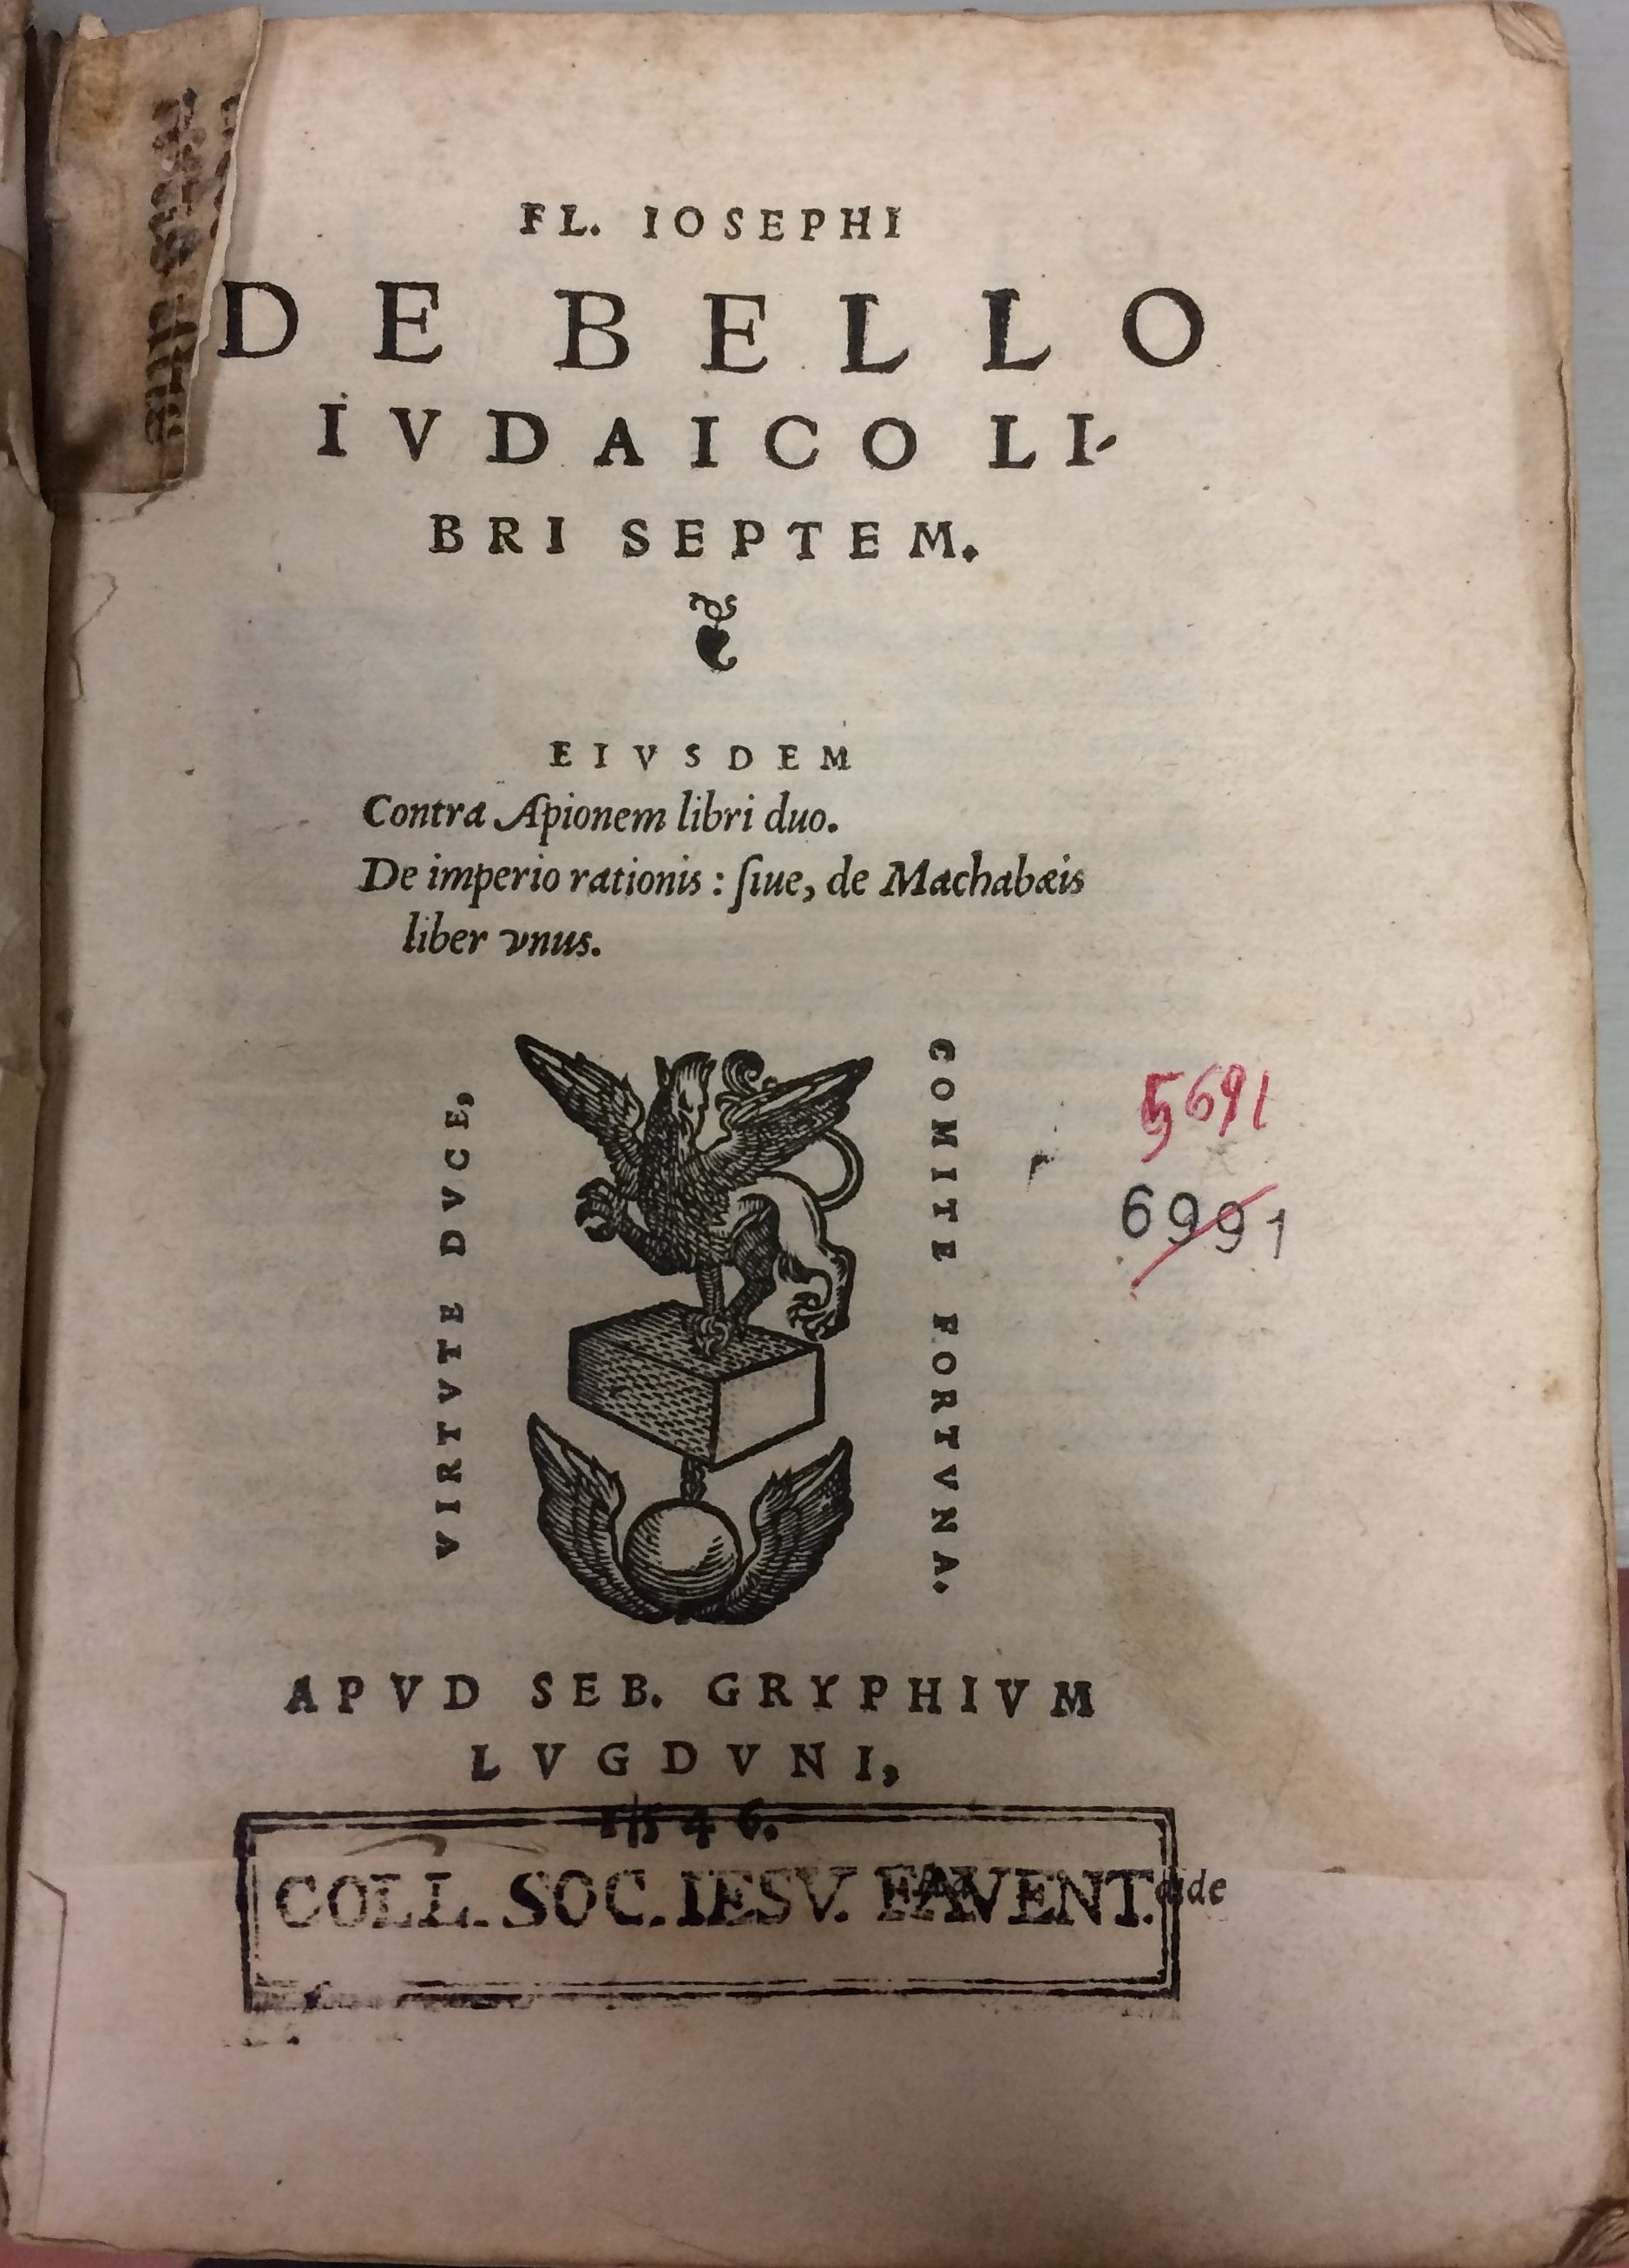 FL. IOSEPHI
DE BELLO
IVDAICO LI-
BRI SEPTEM.
EIVSDEM
Contra Apionem libri duo.
De imperio rationis : ſiue, de Machabæis
liber vnus.
VIRTVTE DVCE,
COMITE FORTVNA.
5691
6991
APVD SEB. GRYPHIVM
LVGDVNI,
1546.
COLL. SOC. IESV. FAVENT.